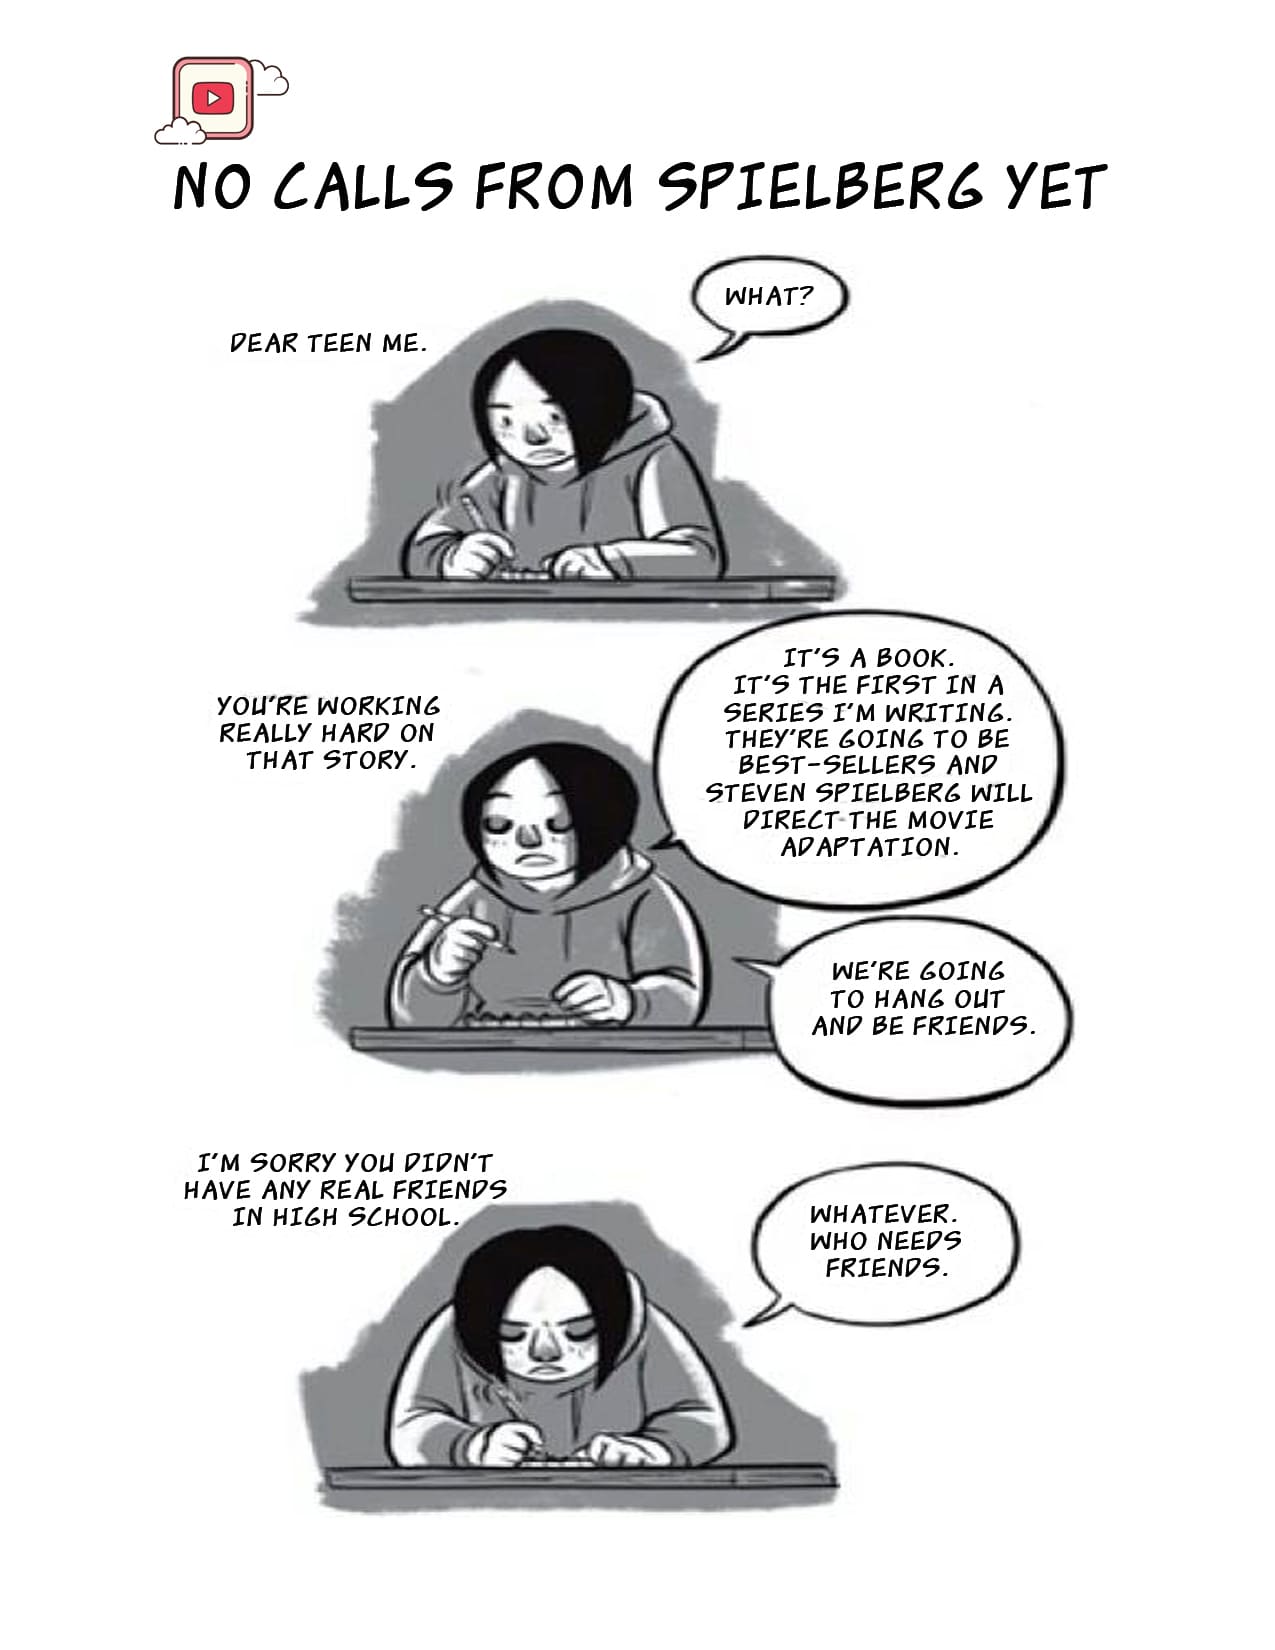 NO CALLS FROM SPIELBERG YET
DEAR TEEN ME.
WHAT?
YOU'RE WORKING
REALLY HARD ON
THAT STORY.
IT'S A BOOK.
IT'S THE FIRST IN A
SERIES I'M WRITING.
THEY'RE GOING TO BE
BEST-SELLERS AND
STEVEN SPIELBERG WILL
DIRECT THE MOVIE
ADAPTATION.
WE'RE GOING
TO HANG OUT
AND BE FRIENDS.
I'M SORRY YOU DIDN'T
HAVE ANY REAL FRIENDS
IN HIGH SCHOOL.
WHATEVER.
WHO NEEDS
FRIENDS.